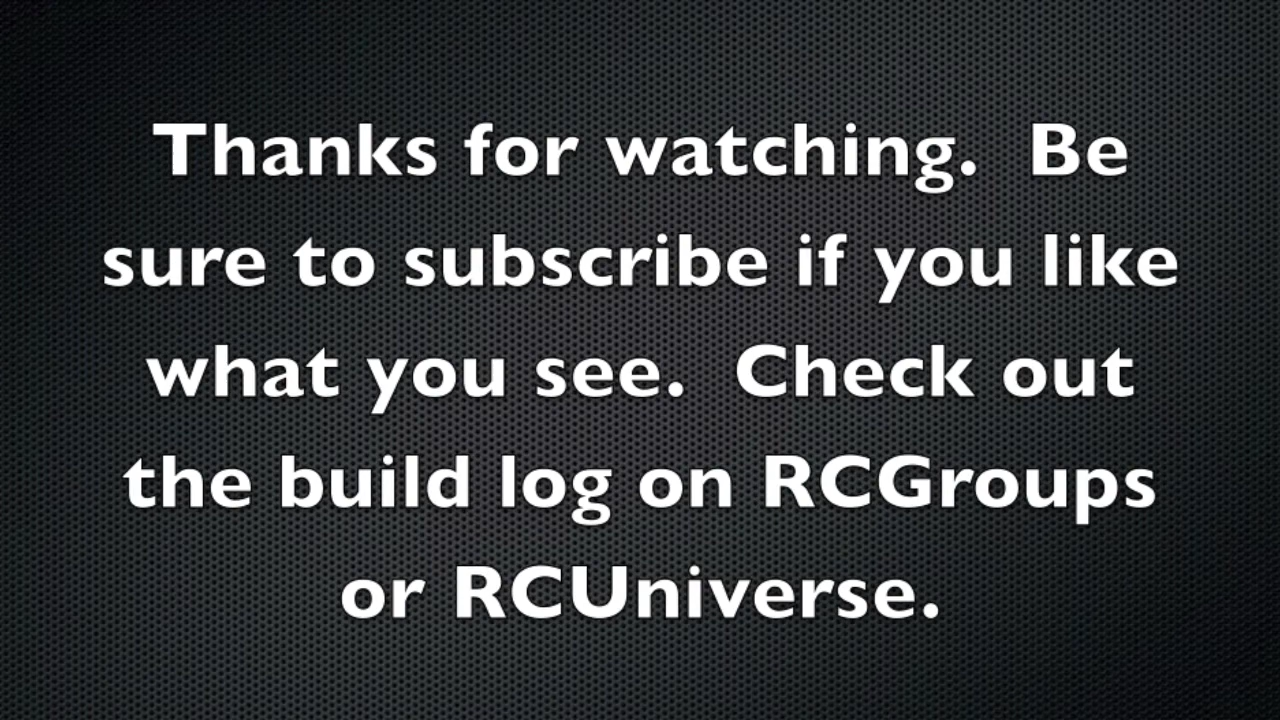 Thanks for watching.  Be
sure to subscribe if you like
what you see.  Check out
the build log on RCGroups
or RCUniverse.